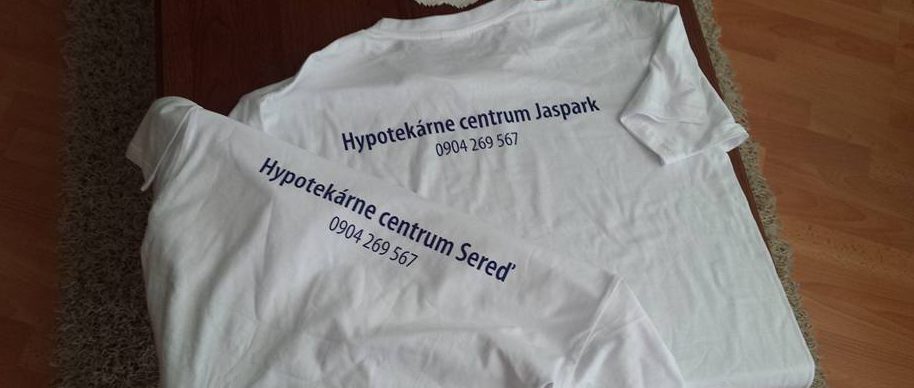 Hypotekárne centrum Jaspark
0904 269 567
Hypotekárne centrum Sereď
0904 269 567